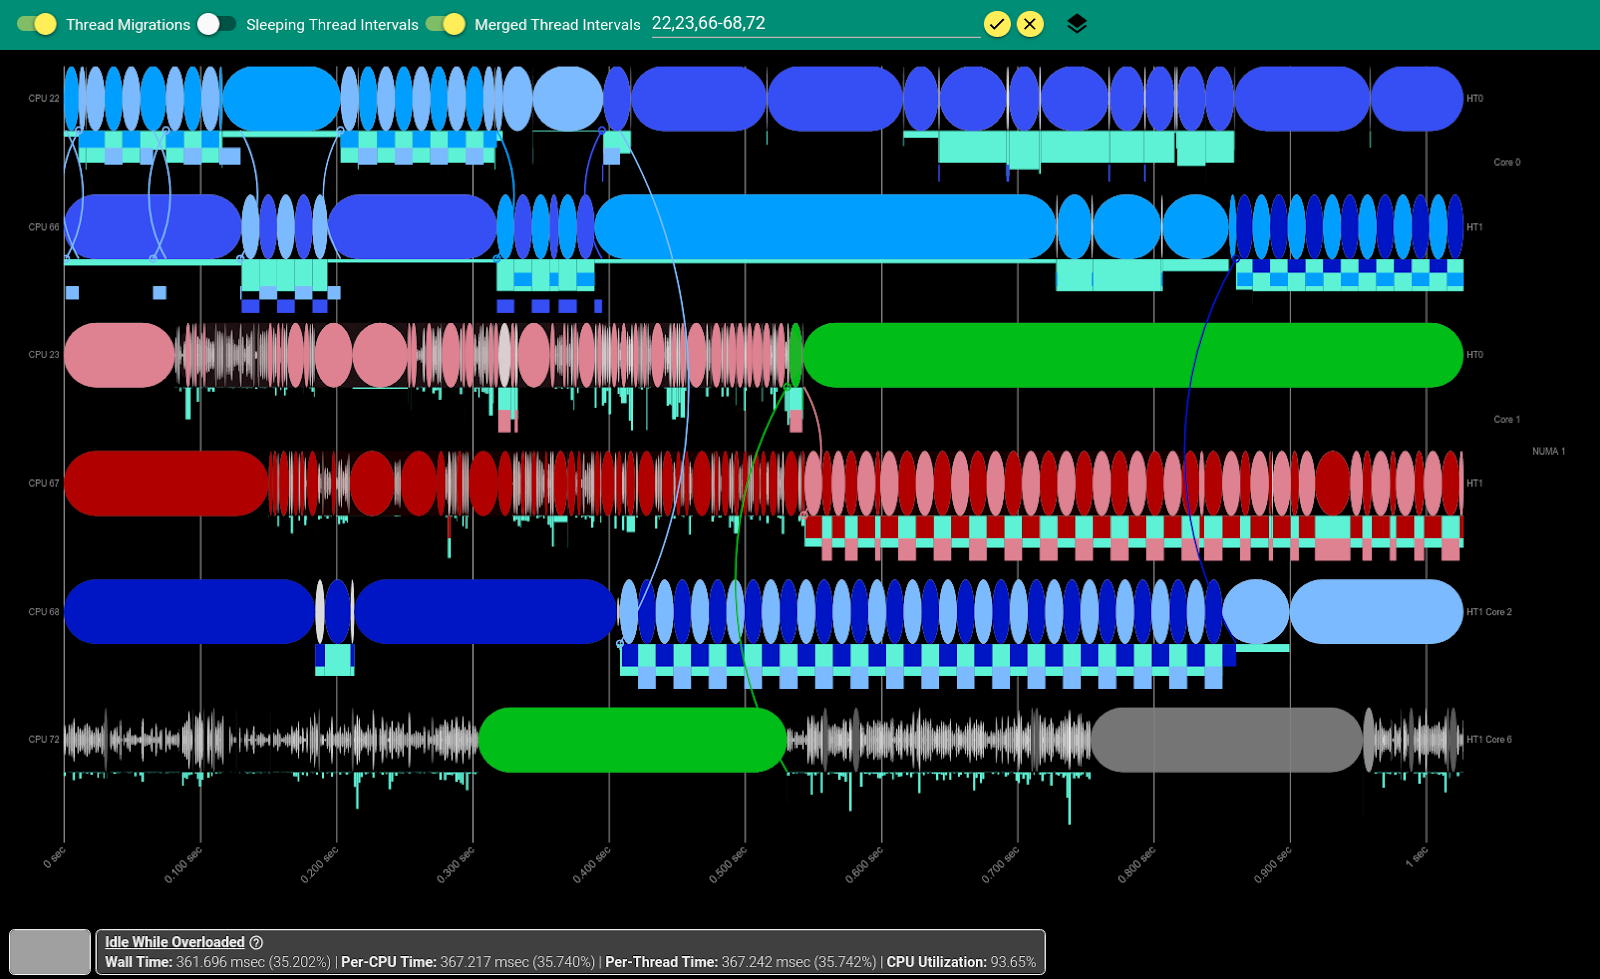 Thread Migrations Sleeping Thread Intervals Merged Thread Intervals 22,23,66-68,72
CPU 22 HT0
Core 0
CPU 66 HT1
CPU 23 HT0
Core 1
NUMA 1
CPU 67 HT1
CPU 68 HT1 Core 2
CPU 72 HT1 Core 6
0 sec 0.100 sec 0.200 sec 0.300 sec 0.400 sec 0.500 sec 0.600 sec 0.700 sec 0.800 sec 0.900 sec 1 sec
Idle While Overloaded ?
Wall Time: 361.696 msec (35.202%) | Per-CPU Time: 367.217 msec (35.740%) | Per-Thread Time: 367.242 msec (35.742%) | CPU Utilization: 93.65%